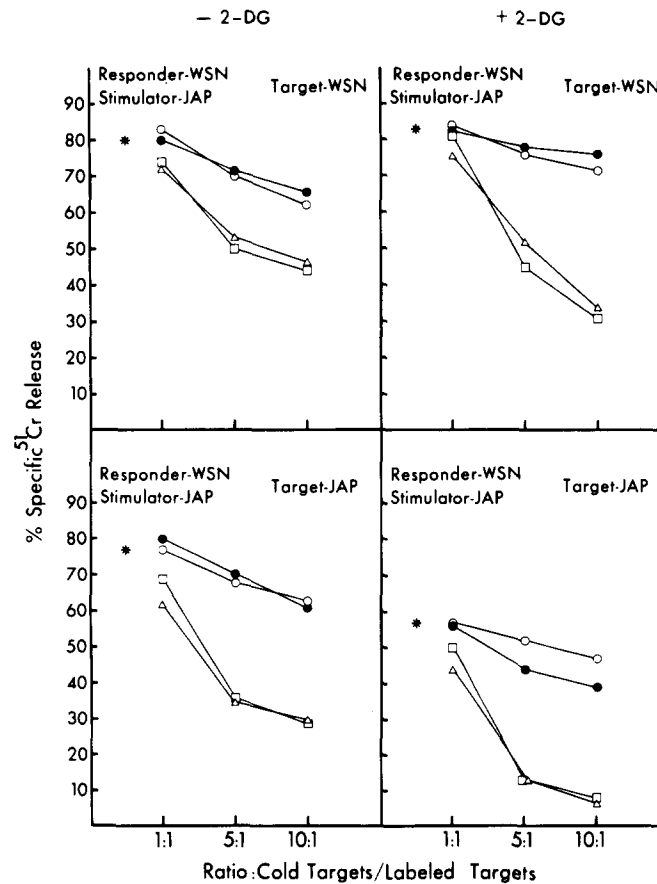 − 2-DG
+ 2-DG
Responder-WSN
Stimulator-JAP
Target-WSN
Responder-WSN
Stimulator-JAP
Target-WSN
90
80
70
60
50
40
30
20
10
*
*
% Specific ⁵¹Cr Release
Responder-WSN
Stimulator-JAP
Target-JAP
Responder-WSN
Stimulator-JAP
Target-JAP
90
80
70
60
50
40
30
20
10
*
*
1:1 5:1 10:1
1:1 5:1 10:1
Ratio:Cold Targets/Labeled Targets